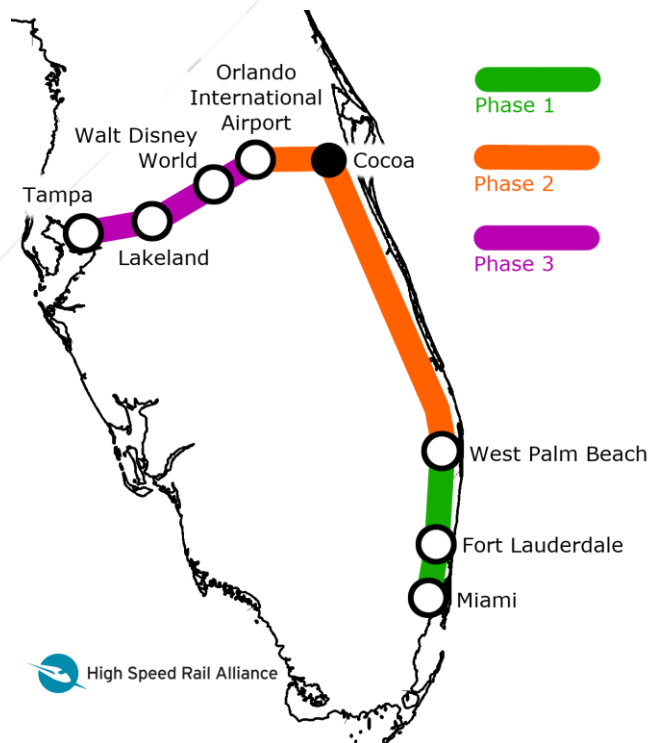 Orlando
International
Airport
Phase 1
Walt Disney
World
Cocoa
Phase 2
Tampa
Lakeland
Phase 3
West Palm Beach
Fort Lauderdale
Miami
High Speed Rail Alliance